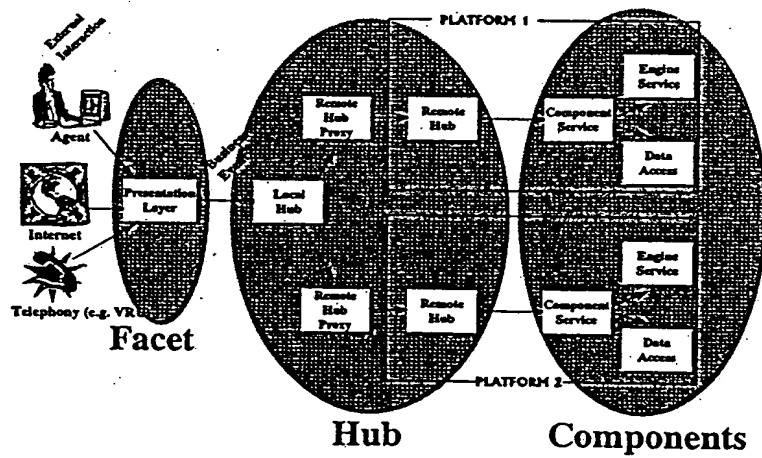 External
Interaction
PLATFORM 1
Agent
Internet
Telephony (e.g. VR
Presentation
Layer
Facet
Business
Event
Local
Hub
Remote
Hub
Proxy
Remote
Hub
Component
Service
Engine
Service
Data
Access
Remote
Hub
Proxy
Remote
Hub
Component
Service
Engine
Service
Data
Access
PLATFORM 2
Hub
Components